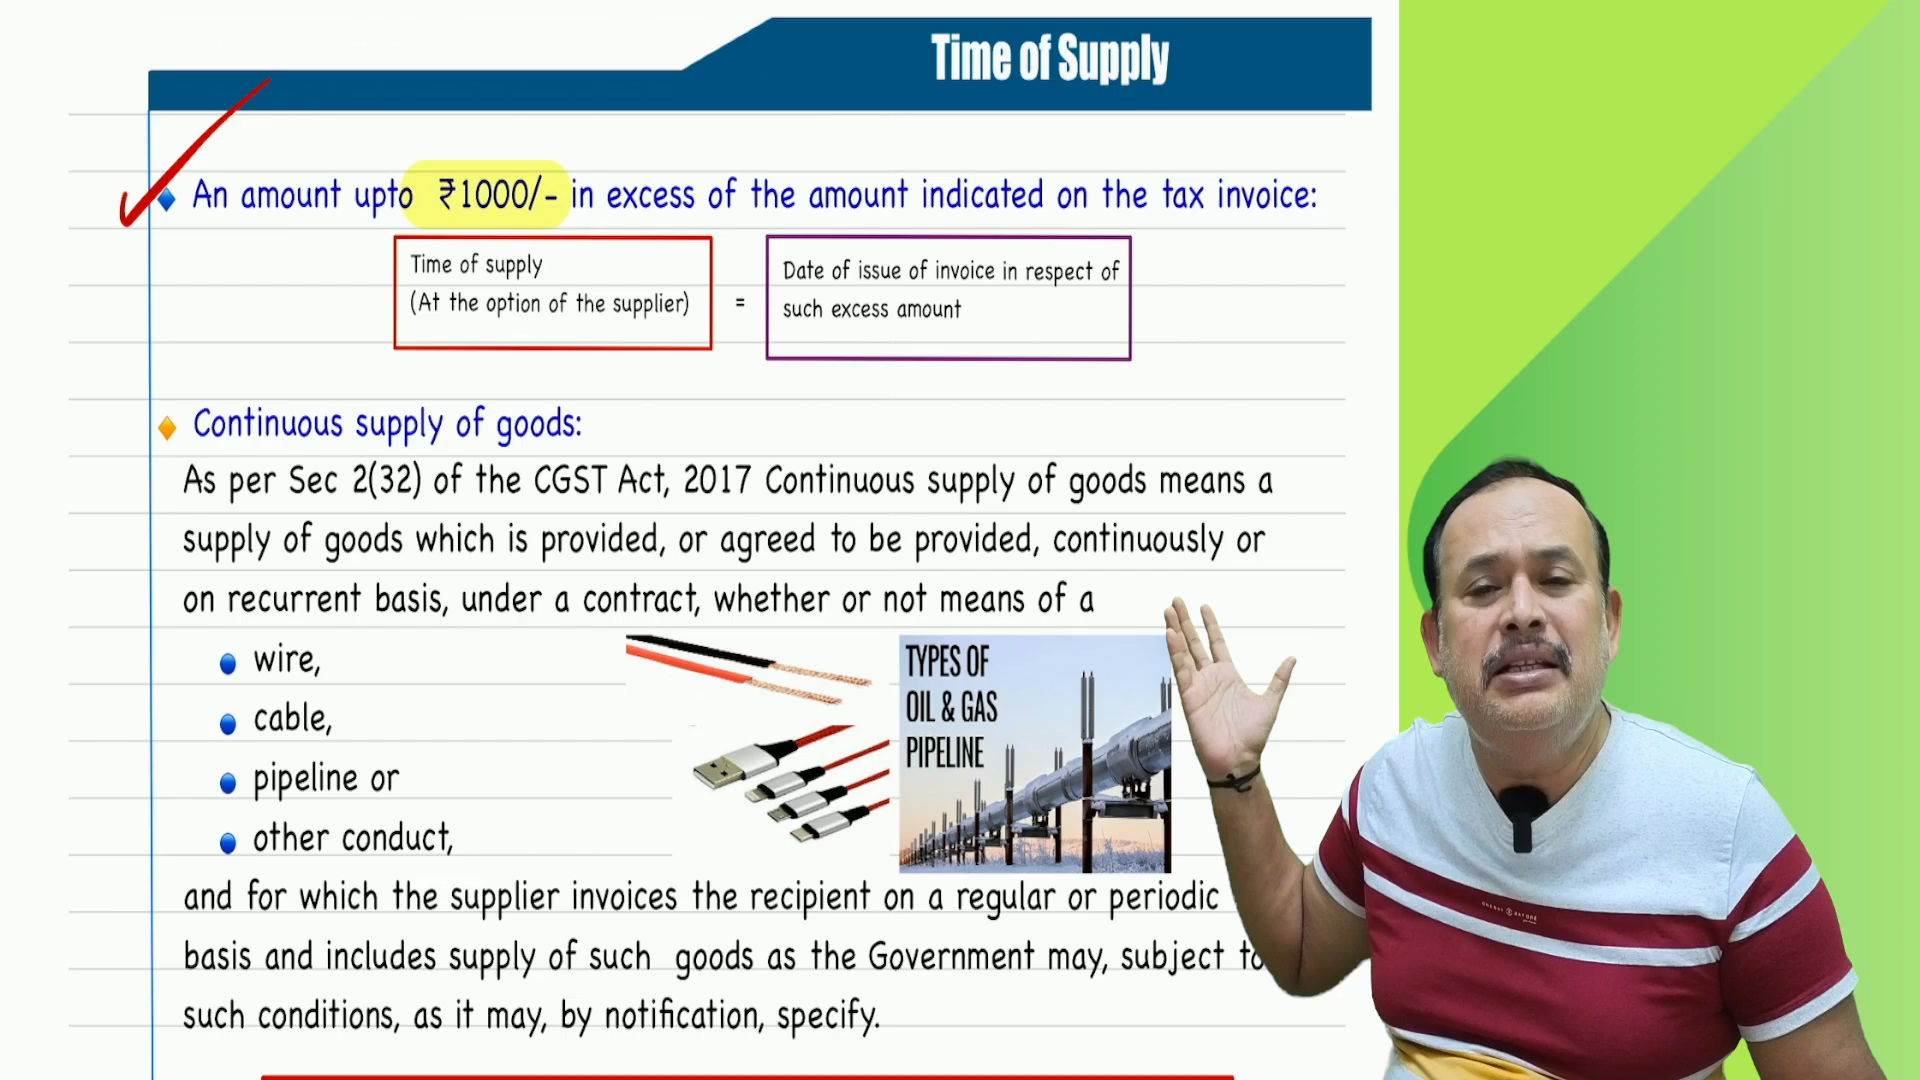 Time of Supply
An amount upto ₹1000/- in excess of the amount indicated on the tax invoice:
Time of supply
(At the option of the supplier)
=
Date of issue of invoice in respect of
such excess amount
Continuous supply of goods:
As per Sec 2(32) of the CGST Act, 2017 Continuous supply of goods means a
supply of goods which is provided, or agreed to be provided, continuously or
on recurrent basis, under a contract, whether or not means of a
wire,
cable,
pipeline or
other conduct,
TYPES OF
OIL & GAS
PIPELINE
and for which the supplier invoices the recipient on a regular or periodic
basis and includes supply of such goods as the Government may, subject to
such conditions, as it may, by notification, specify.